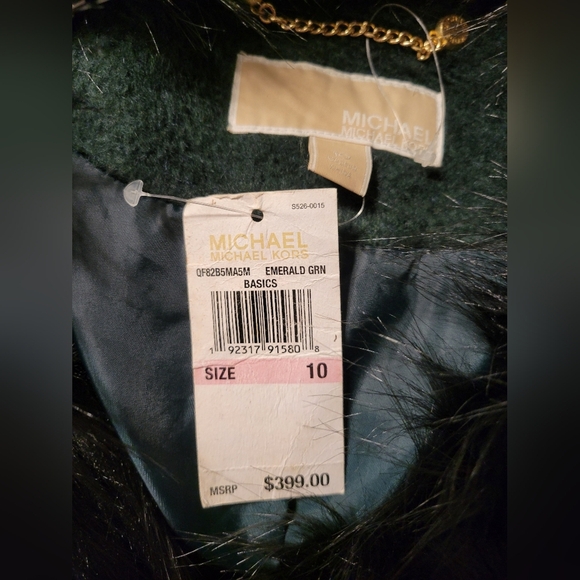 MICHAEL
MICHAEL KORS
S526-0015
MICHAEL
MICHAEL KORS
QF82B5MA5M EMERALD GRN
BASICS
1 92317 91580 8
SIZE 10
MSRP $399.00